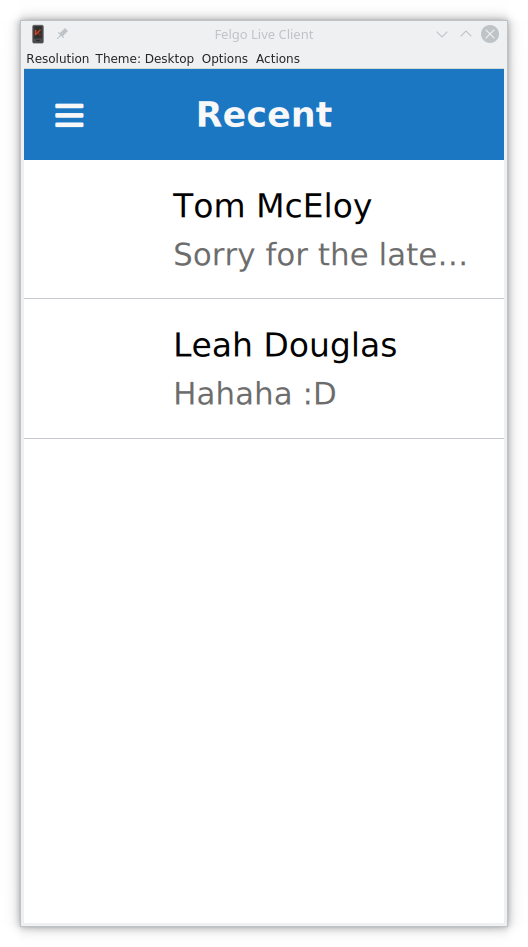 Felgo Live Client
Resolution Theme: Desktop Options Actions
Recent
Tom McEloy
Sorry for the late...
Leah Douglas
Hahaha :D